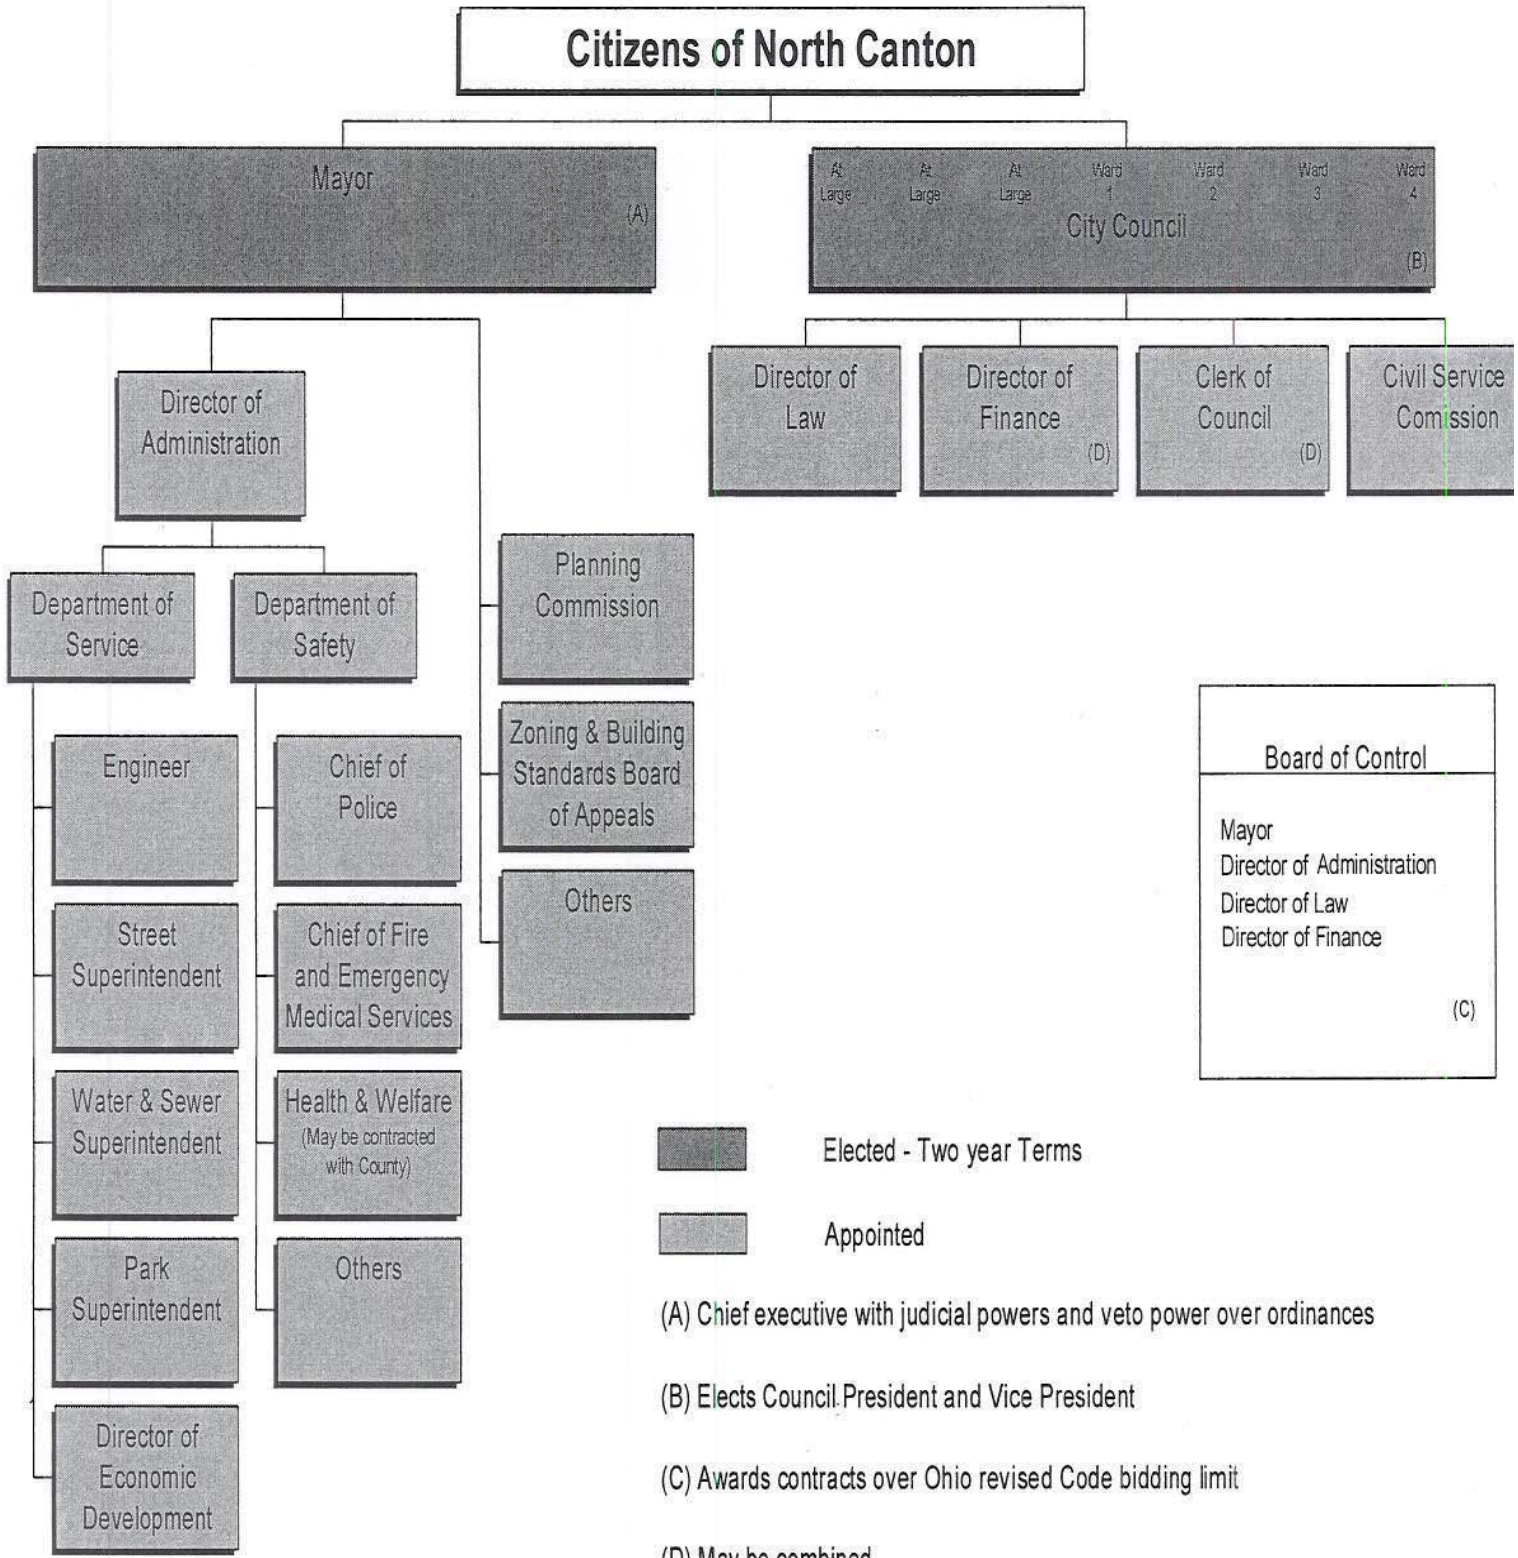 Citizens of North Canton
Mayor
(A)
At Large
At Large
At Large
Ward 1
Ward 2
Ward 3
Ward 4
City Council
(B)
Director of
Administration
Director of
Law
Director of
Finance
(D)
Clerk of
Council
(D)
Civil Service
Comission
Department of
Service
Department of
Safety
Planning
Commission
Zoning & Building
Standards Board
of Appeals
Others
Engineer
Street
Superintendent
Water & Sewer
Superintendent
Park
Superintendent
Director of
Economic
Development
Chief of
Police
Chief of Fire
and Emergency
Medical Services
Health & Welfare
(May be contracted
with County)
Others
Board of Control
Mayor
Director of Administration
Director of Law
Director of Finance
(C)
Elected - Two year Terms
Appointed
(A) Chief executive with judicial powers and veto power over ordinances
(B) Elects Council President and Vice President
(C) Awards contracts over Ohio revised Code bidding limit
(D) May be combined